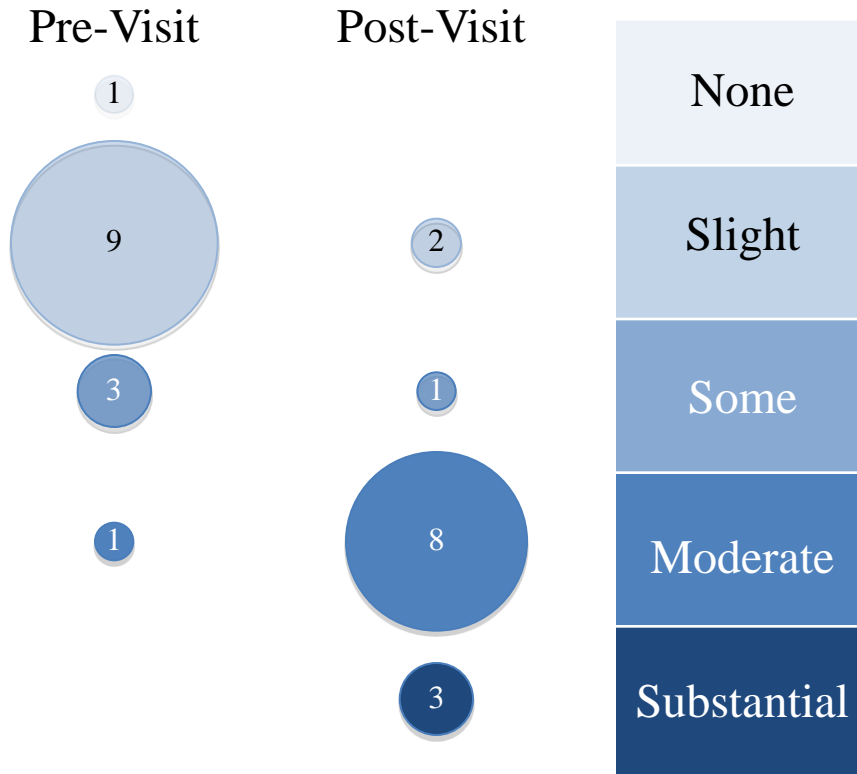 Pre-Visit Post-Visit
1 None
9 2 Slight
3 1 Some
1 8 Moderate
3 Substantial